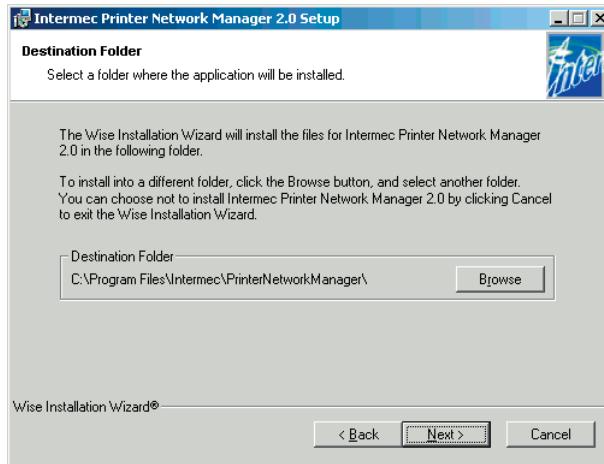 Intermec Printer Network Manager 2.0 Setup
Destination Folder
Select a folder where the application will be installed.
Inter
The Wise Installation Wizard will install the files for Intermec Printer Network Manager
2.0 in the following folder.
To install into a different folder, click the Browse button, and select another folder.
You can choose not to install Intermec Printer Network Manager 2.0 by clicking Cancel
to exit the Wise Installation Wizard.
Destination Folder
C:\Program Files\Intermec\PrinterNetworkManager\
Browse
Wise Installation Wizard®
< Back
Next >
Cancel